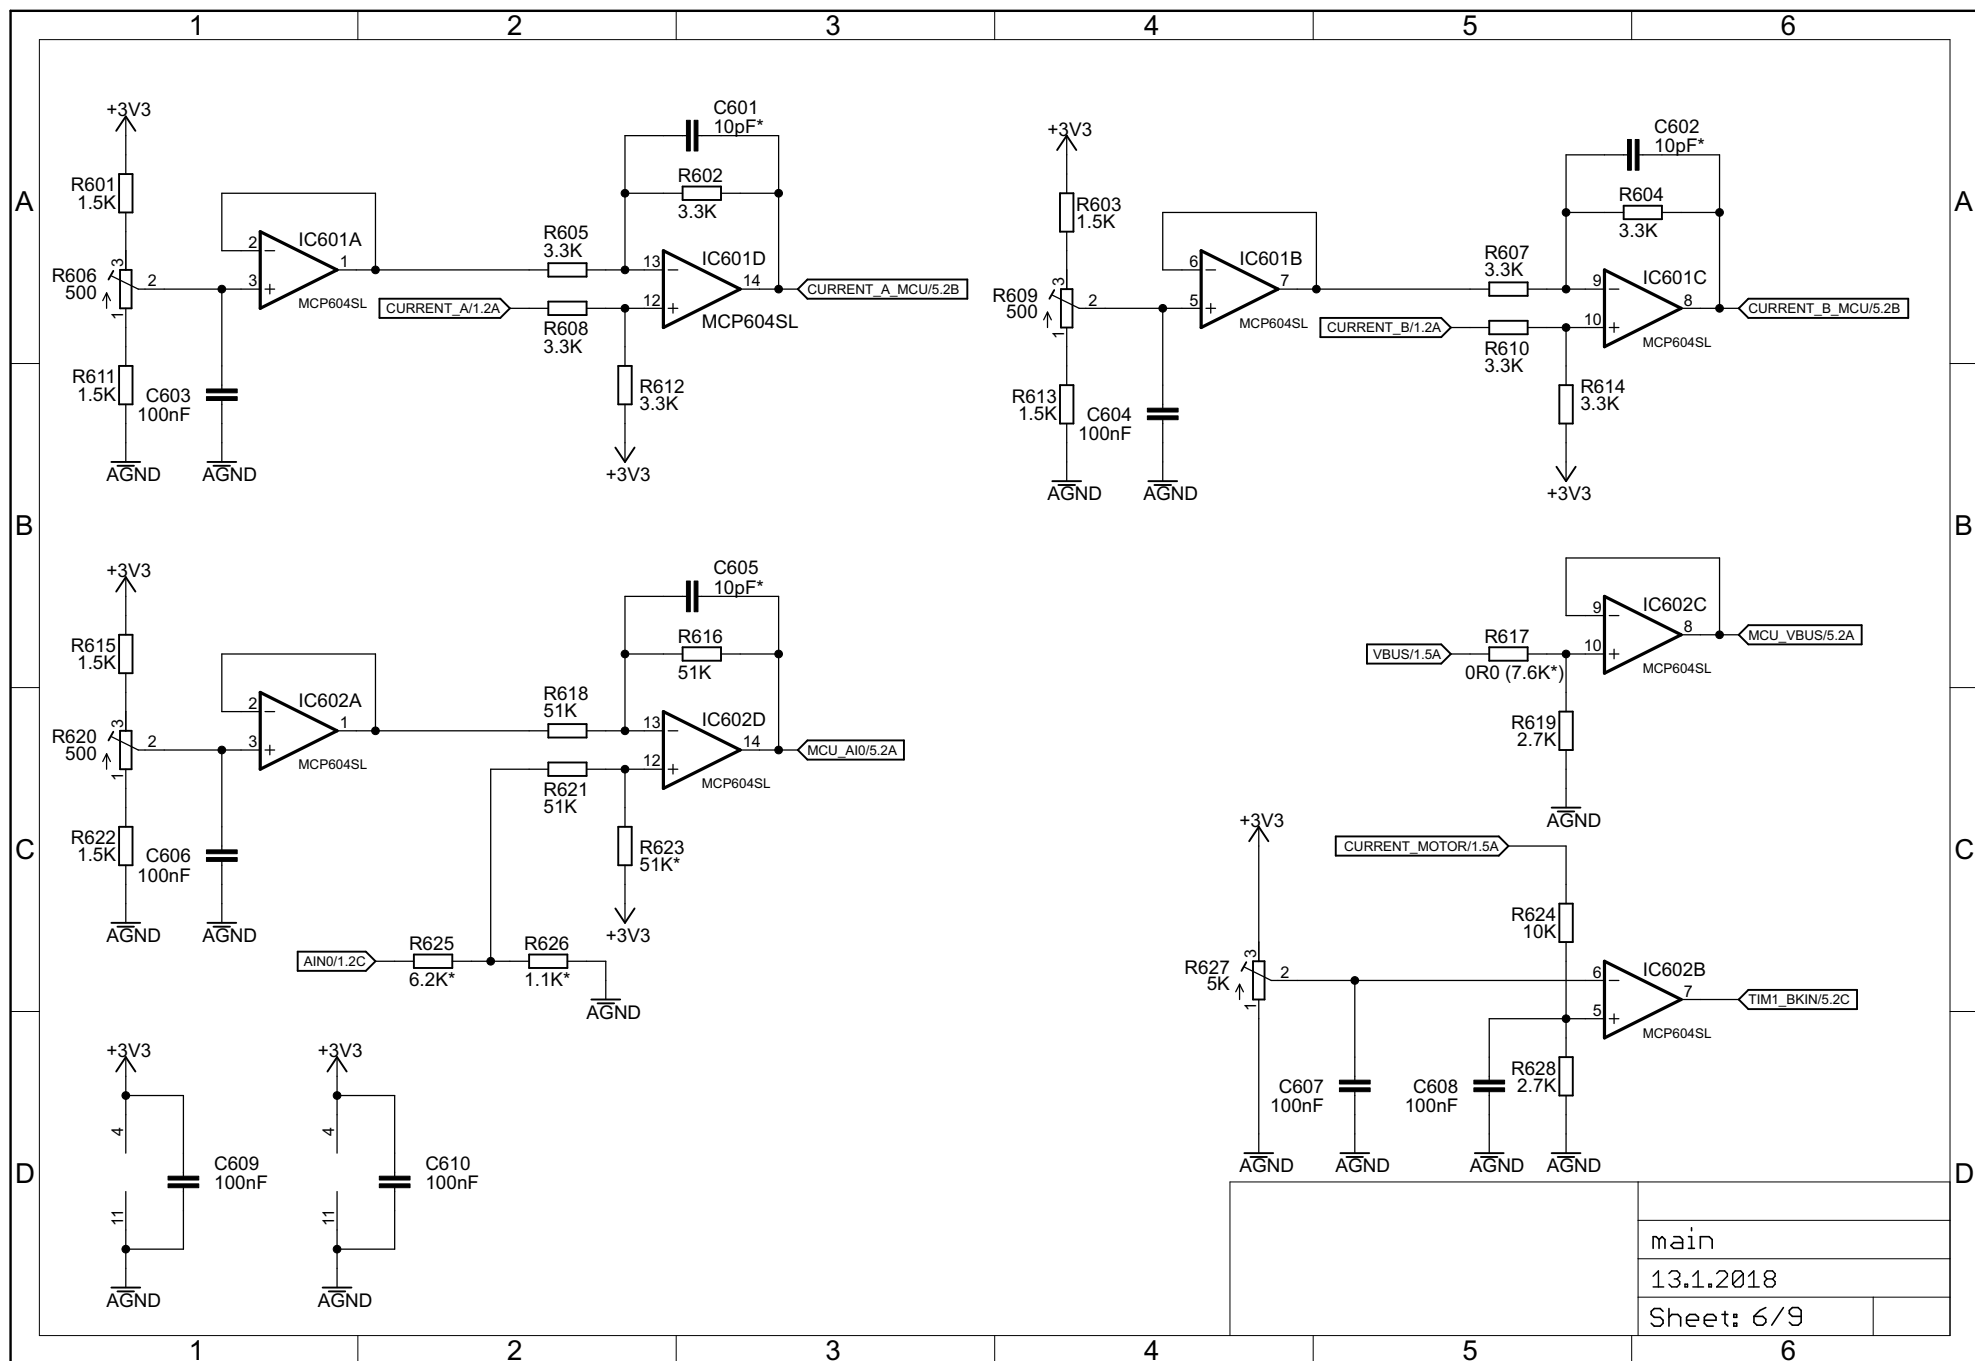 1 2 3 4 5 6
A A
B B
C C
D D
+3V3
R601
1.5K
R606
500
3
2
1
R611
1.5K
AGND
C603
100nF
AGND
2
3
1
IC601A
MCP604SL
R605
3.3K
CURRENT_A/1.2A
R608
3.3K
C601
10pF*
R602
3.3K
13
12
14
IC601D
MCP604SL
CURRENT_A_MCU/5.2B
R612
3.3K
+3V3
+3V3
R603
1.5K
R609
500
3
2
1
R613
1.5K
AGND
C604
100nF
AGND
6
5
7
IC601B
MCP604SL
R607
3.3K
CURRENT_B/1.2A
R610
3.3K
C602
10pF*
R604
3.3K
9
10
8
IC601C
MCP604SL
CURRENT_B_MCU/5.2B
R614
3.3K
+3V3
+3V3
R615
1.5K
R620
500
3
2
1
R622
1.5K
AGND
C606
100nF
AGND
2
3
1
IC602A
MCP604SL
R618
51K
R621
51K
C605
10pF*
R616
51K
13
12
14
IC602D
MCP604SL
MCU_AI0/5.2A
R623
51K*
+3V3
AIN0/1.2C
R625
6.2K*
R626
1.1K*
AGND
VBUS/1.5A
R617
0R0 (7.6K*)
9
10
8
IC602C
MCP604SL
MCU_VBUS/5.2A
R619
2.7K
AGND
+3V3
CURRENT_MOTOR/1.5A
R624
10K
R627
5K
3
2
1
6
5
7
IC602B
MCP604SL
TIM1_BKIN/5.2C
C607
100nF
C608
100nF
R628
2.7K
AGND
AGND
AGND
AGND
+3V3
4
11
C609
100nF
AGND
+3V3
4
11
C610
100nF
AGND
main
13.1.2018
Sheet: 6/9
1 2 3 4 5 6